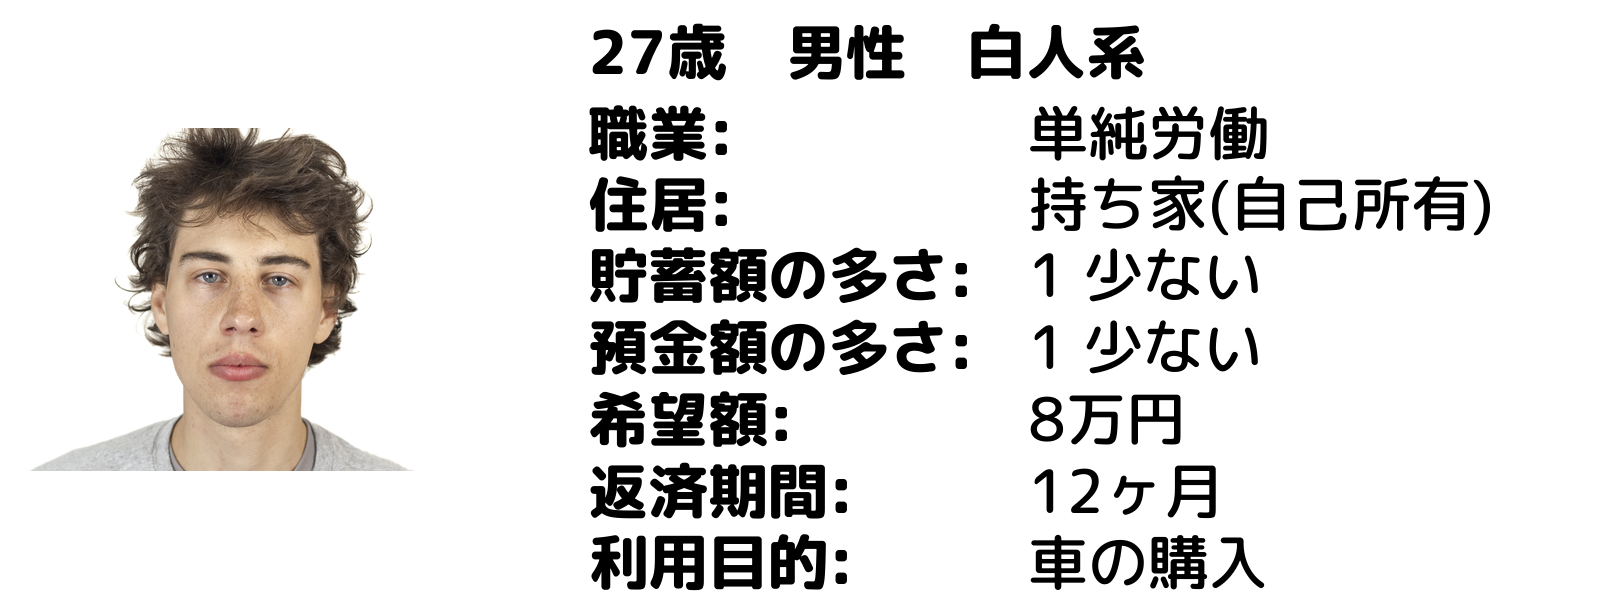 27歳　男性　白人系
職業: 単純労働
住居: 持ち家(自己所有)
貯蓄額の多さ: 1 少ない
預金額の多さ: 1 少ない
希望額: 8万円
返済期間: 12ヶ月
利用目的: 車の購入